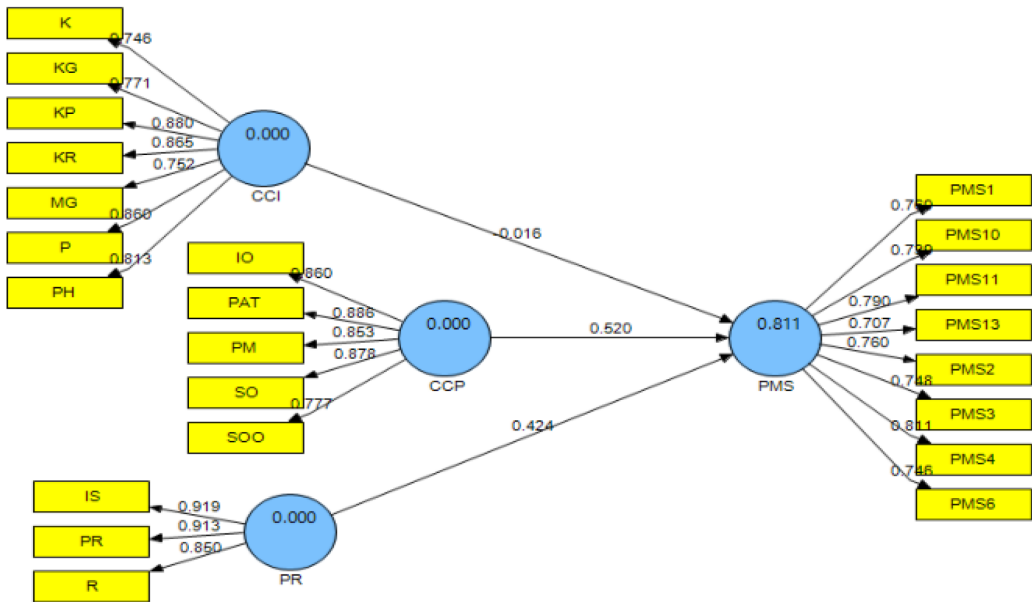 K
0.746
KG
0.771
KP
0.880
KR
0.865
MG
0.752
P
0.860
PH
0.813
0.000
CCI
-0.016
IO
0.860
PAT
0.886
PM
0.853
SO
0.878
SOO
0.777
0.000
CCP
0.520
IS
0.919
PR
0.913
R
0.850
0.000
PR
0.424
0.811
PMS
PMS1
PMS10
0.790
PMS11
0.707
PMS13
0.760
PMS2
0.748
PMS3
0.811
PMS4
0.746
PMS6